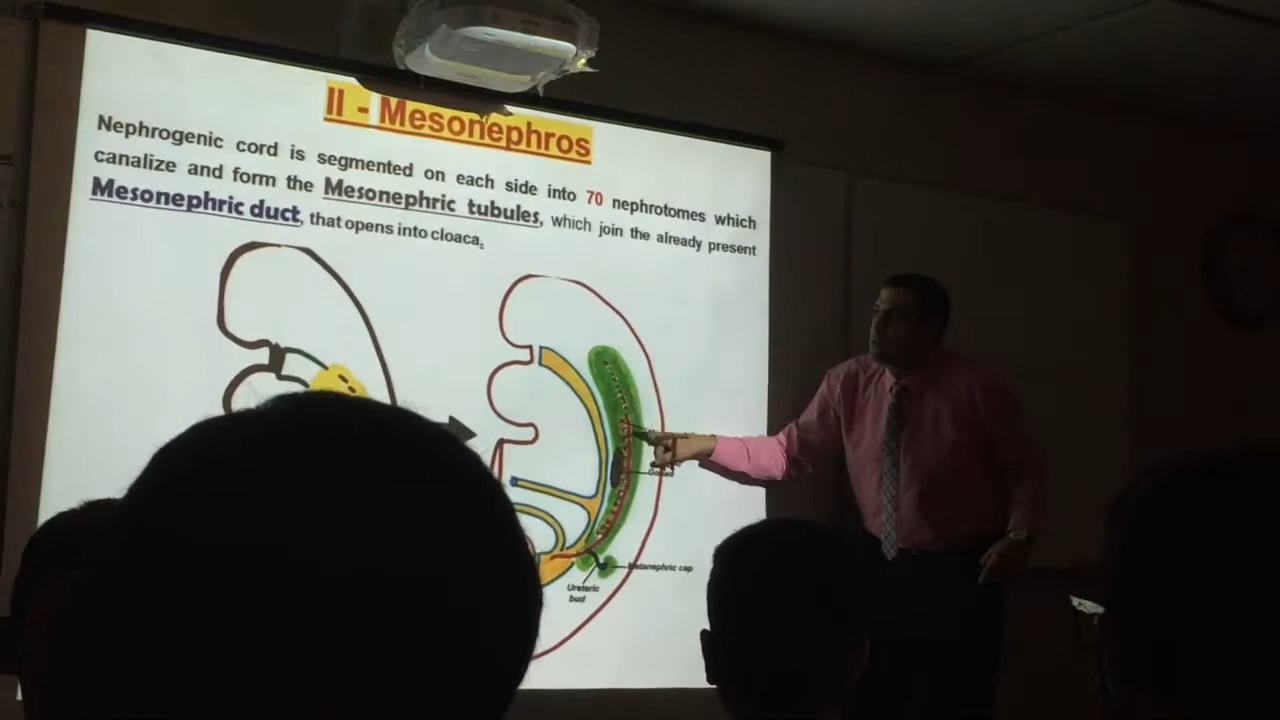 II - Mesonephros
Nephrogenic cord is segmented on each side into 70 nephrotomes which
canalize and form the Mesonephric tubules, which join the already present
Mesonephric duct, that opens into cloaca.
Gonad
Metanephric cap
Ureteric
bud